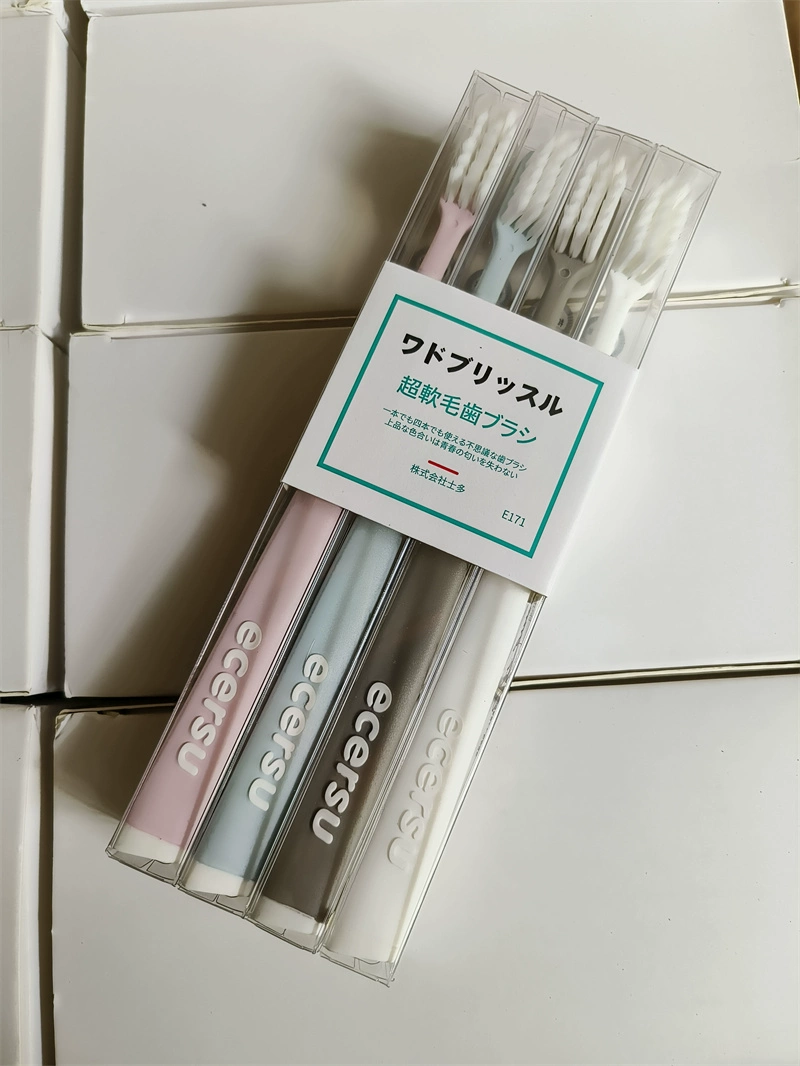 ワドブリッスル
超軟毛歯ブラシ
一本でも四本でも使える不思議な歯ブラシ
上品な色合いは青春の匂いを失わない
株式会社士多
E171
ecersu
ecersu
ecersu
ecersu